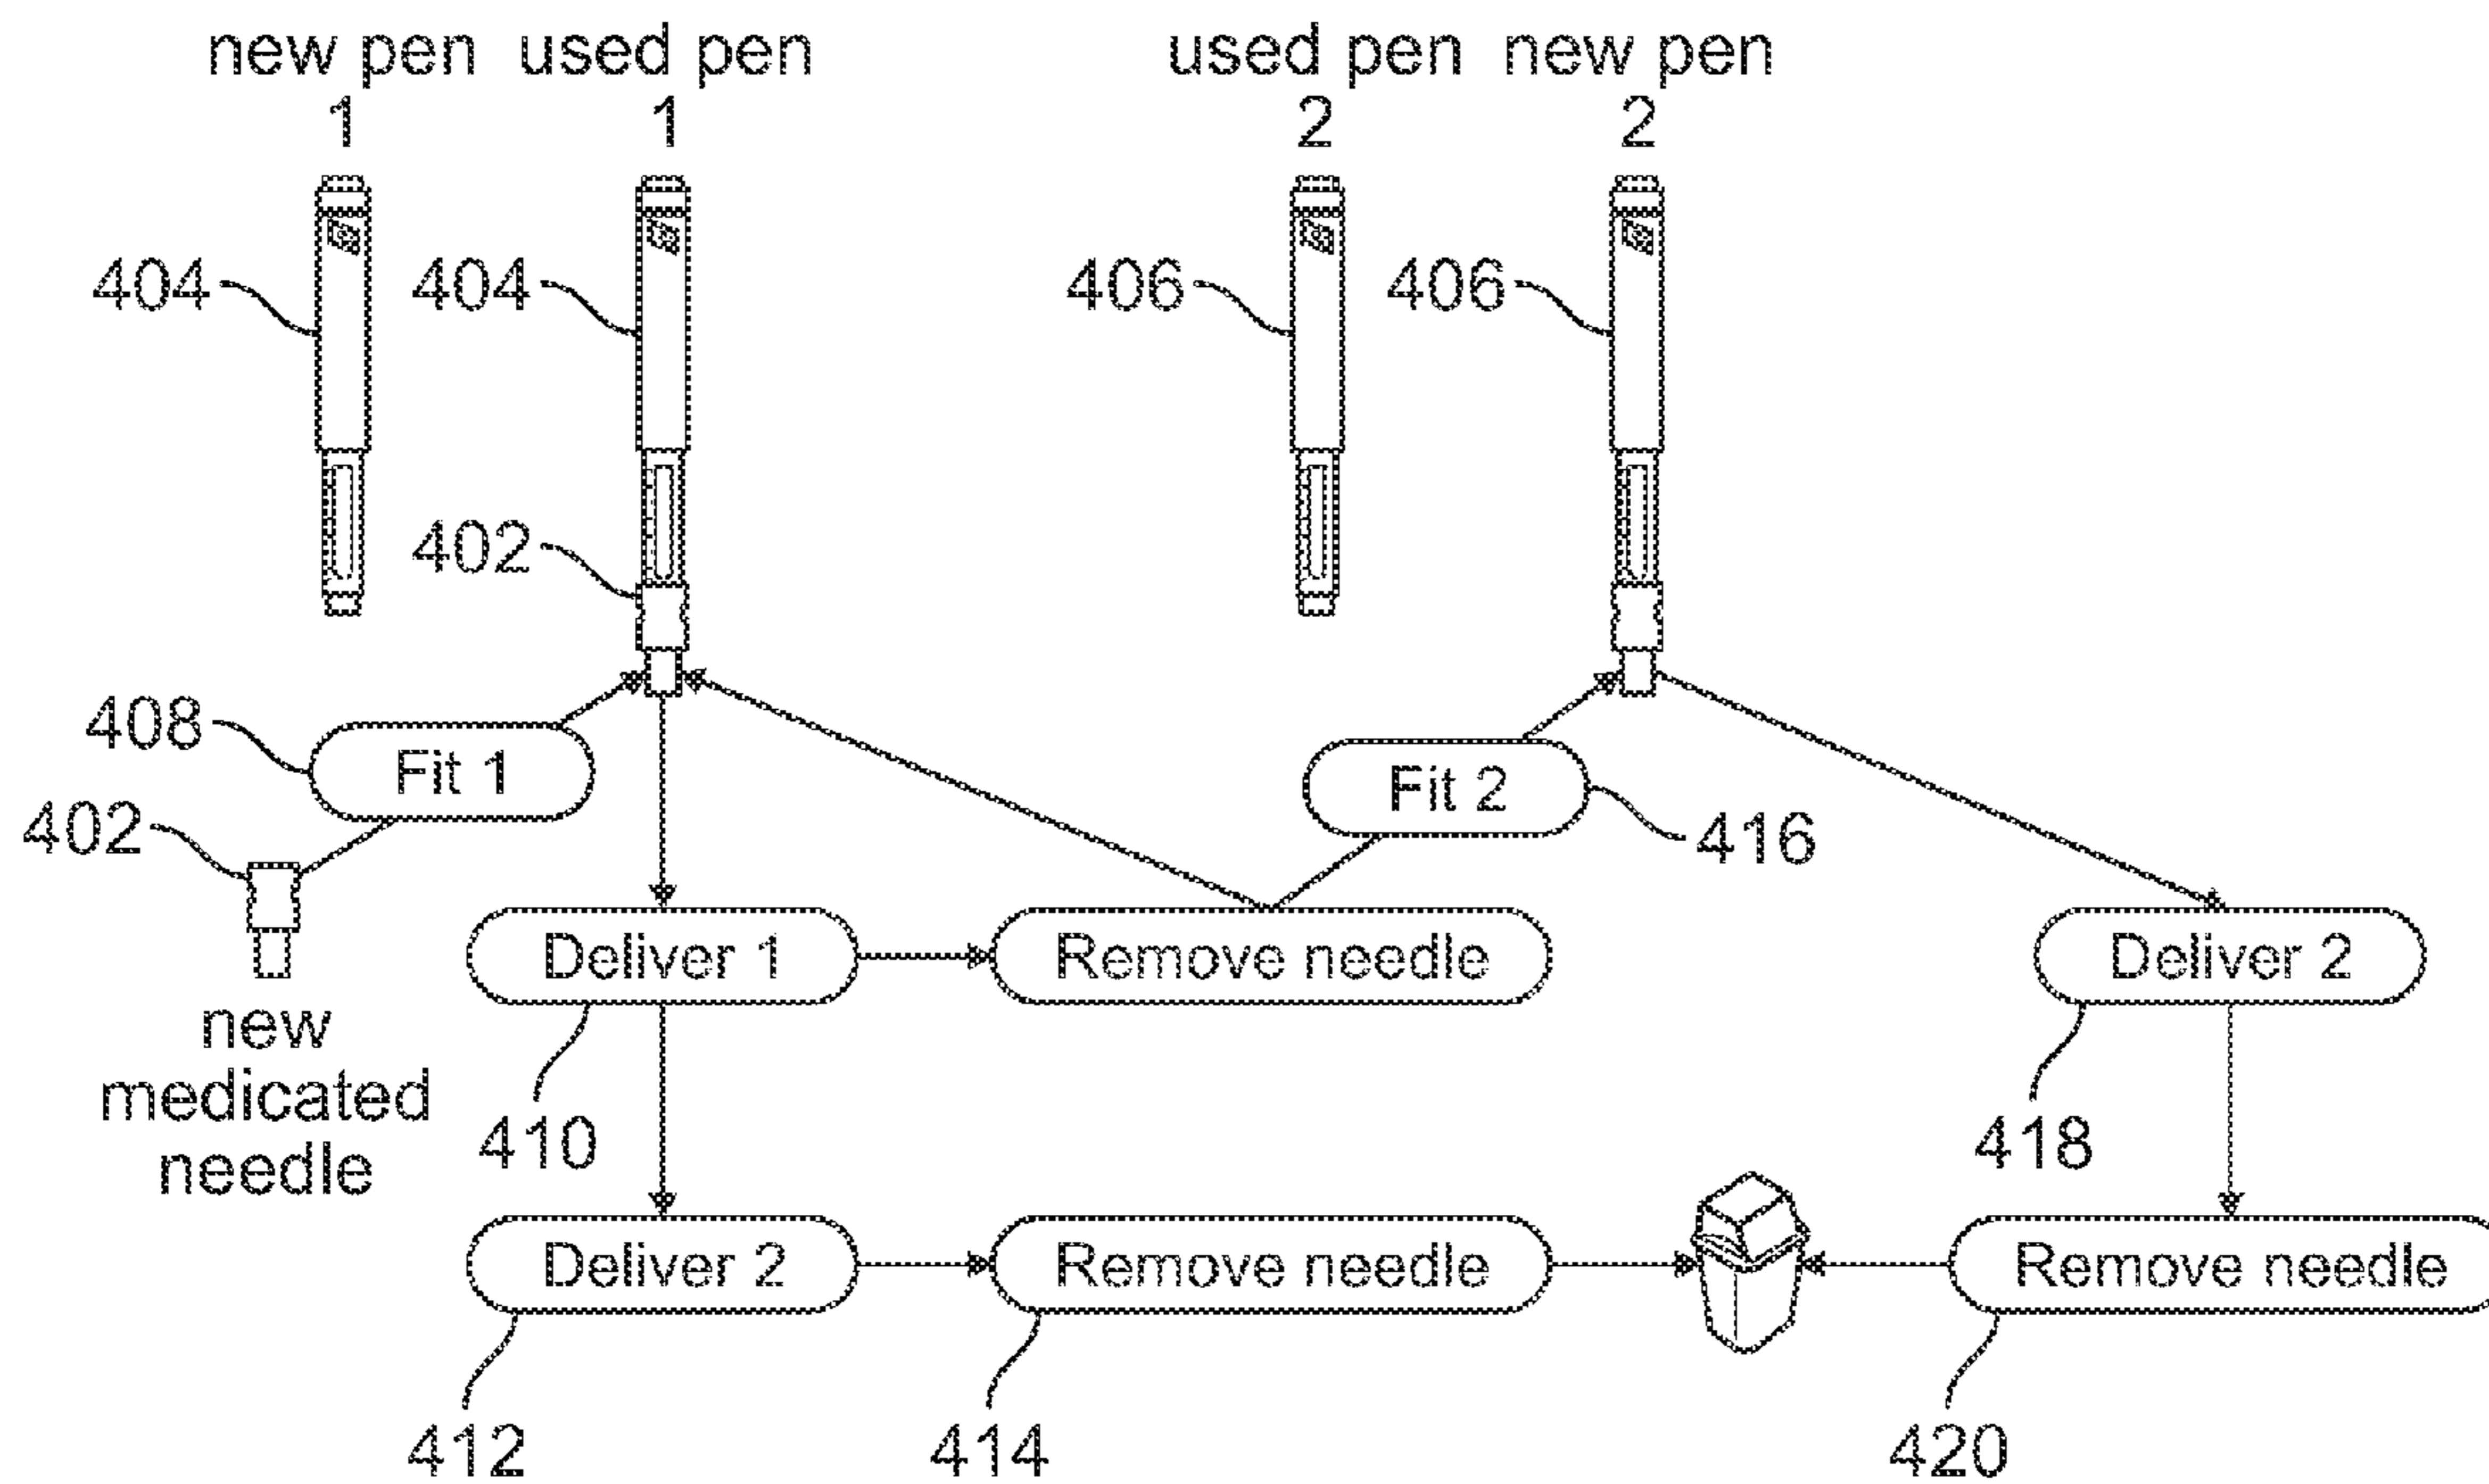 new pen used pen
1 1
used pen new pen
2 2
404 404
406 406
402
408
Fit 1
Fit 2
416
402
new
medicated
needle
Deliver 1
Remove needle
Deliver 2
410
418
Deliver 2
Remove needle
Remove needle
412
414
420